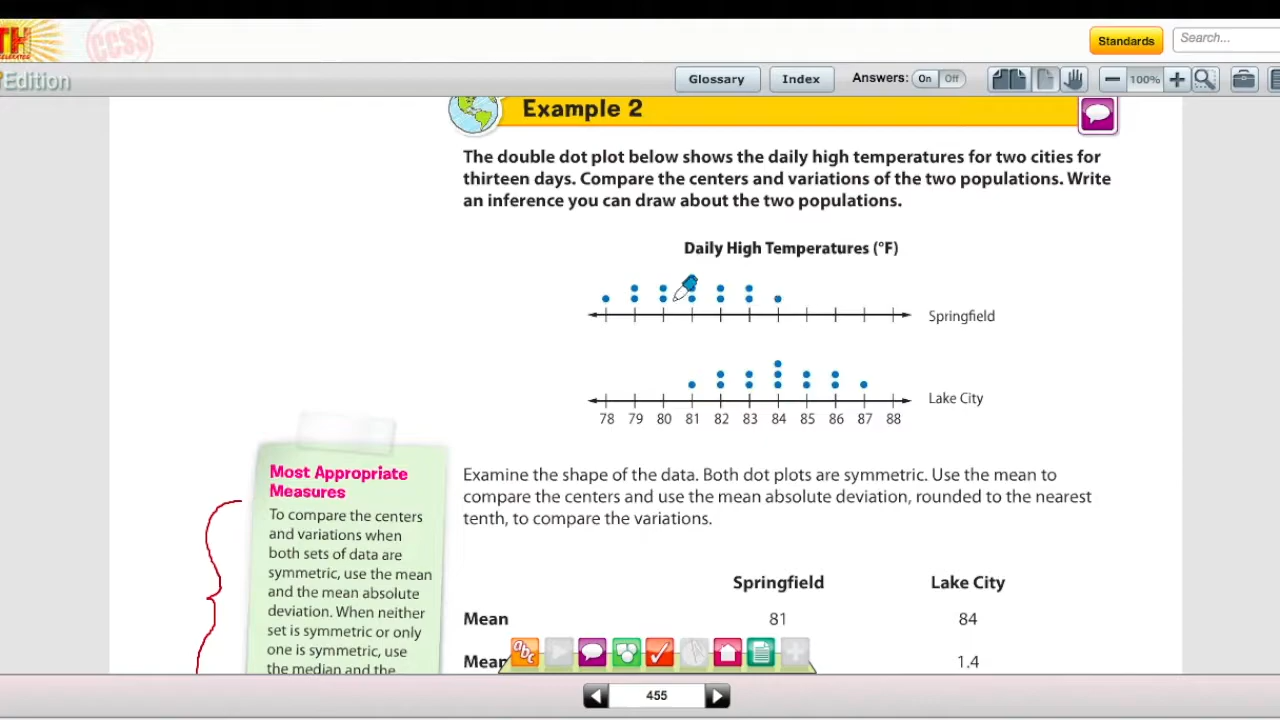 TH
CCSS
Standards
Search...
Edition
Glossary
Index
Answers:
On
Off
100%
Example 2
The double dot plot below shows the daily high temperatures for two cities for
thirteen days. Compare the centers and variations of the two populations. Write
an inference you can draw about the two populations.
Daily High Temperatures (°F)
Springfield
Lake City
78 79 80 81 82 83 84 85 86 87 88
Examine the shape of the data. Both dot plots are symmetric. Use the mean to
compare the centers and use the mean absolute deviation, rounded to the nearest
tenth, to compare the variations.
Most Appropriate
Measures
To compare the centers
and variations when
both sets of data are
symmetric, use the mean
and the mean absolute
deviation. When neither
set is symmetric or only
one is symmetric, use
the median and the
Springfield Lake City
Mean 81 84
Mean 1.4
abc
455